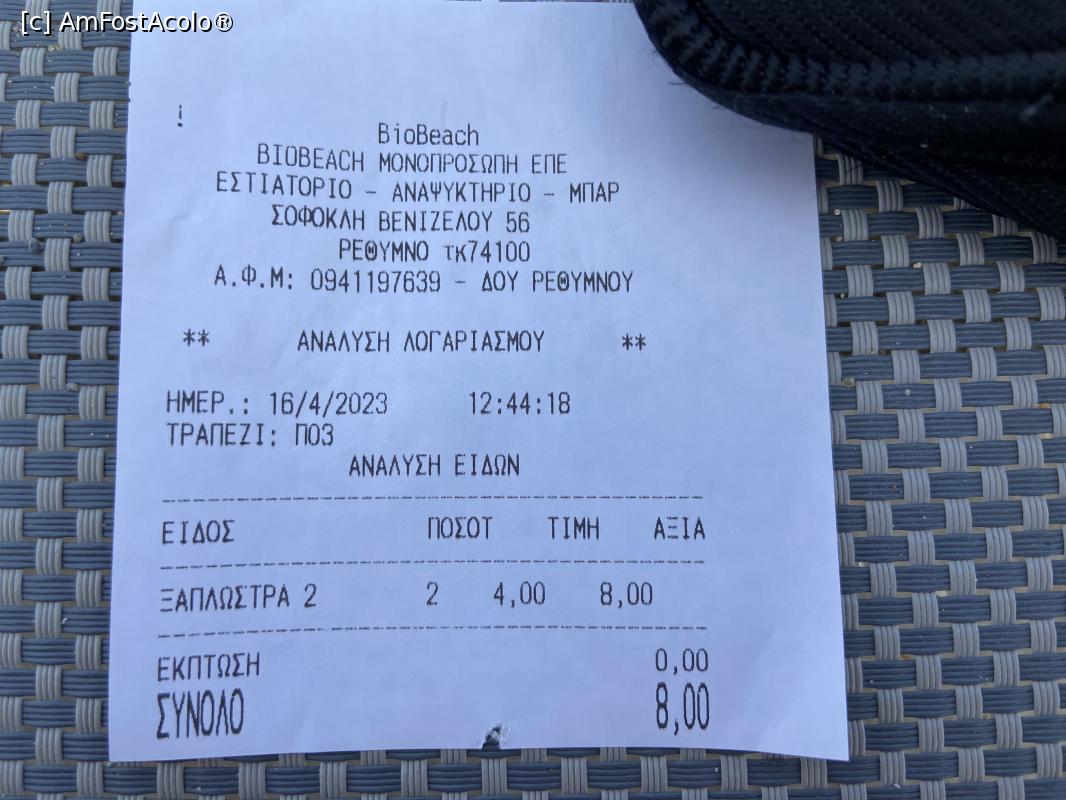 [c] AmFostAcolo®
!
BioBeach
BIOBEACH ΜΟΝΟΠΡΟΣΩΠΗ ΕΠΕ
ΕΣΤΙΑΤΟΡΙΟ - ΑΝΑΨΥΚΤΗΡΙΟ - ΜΠΑΡ
ΣΟΦΟΚΛΗ ΒΕΝΙΖΕΛΟΥ 56
ΡΕΘΥΜΝΟ τκ74100
Α.Φ.Μ: 0941197639 - ΔΟΥ ΡΕΘΥΜΝΟΥ
** ΑΝΑΛΥΣΗ ΛΟΓΑΡΙΑΣΜΟΥ **
ΗΜΕΡ.: 16/4/2023 12:44:18
ΤΡΑΠΕΖΙ: Π03
ΑΝΑΛΥΣΗ ΕΙΔΩΝ
ΕΙΔΟΣ ΠΟΣΟΤ ΤΙΜΗ ΑΞΙΑ
ΞΑΠΛΩΣΤΡΑ 2 2 4,00 8,00
ΕΚΠΤΩΣΗ 0,00
ΣΥΝΟΛΟ 8,00